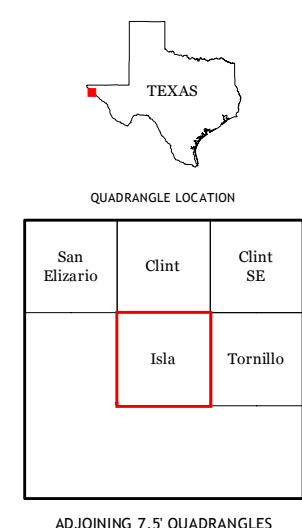 TEXAS
QUADRANGLE LOCATION
San
Elizario
Clint
Clint
SE
Isla
Tornillo
ADJOINING 7.5' QUADRANGLES